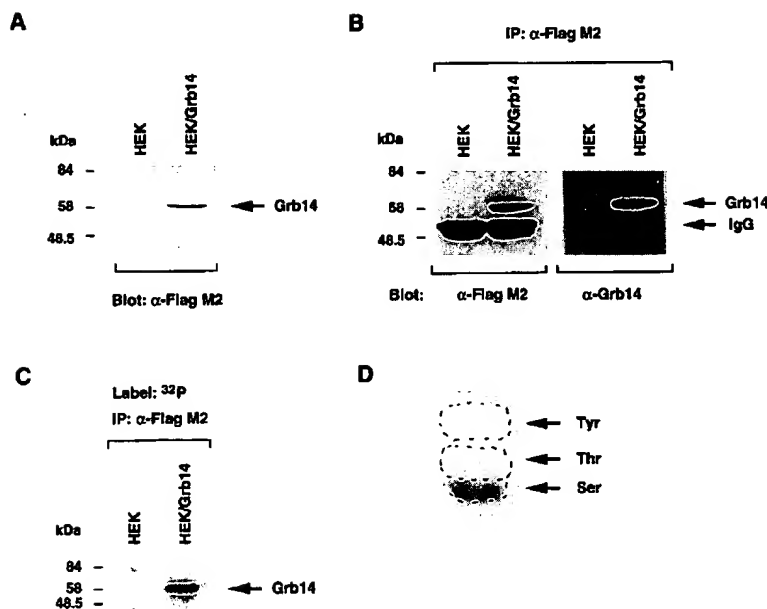 A
HEK
HEK/Grb14
kDa
84
58
48.5
Grb14
Blot: α-Flag M2
B
IP: α-Flag M2
HEK
HEK/Grb14
HEK
HEK/Grb14
kDa
84
58
48.5
Grb14
IgG
Blot: α-Flag M2 α-Grb14
C
Label: ³²P
IP: α-Flag M2
HEK
HEK/Grb14
kDa
84
58
48.5
Grb14
D
Tyr
Thr
Ser